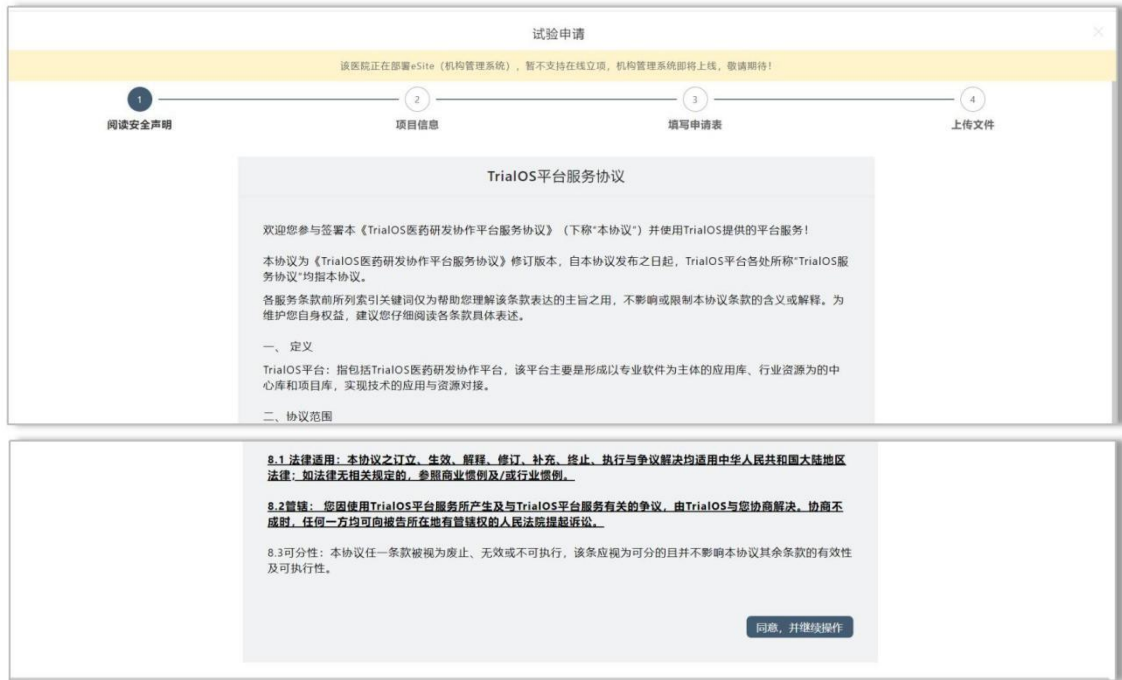 试验申请
该医院正在部署eSite（机构管理系统），暂不支持在线立项，机构管理系统即将上线，敬请期待！
1
2
3
4
阅读安全声明
项目信息
填写申请表
上传文件
TrialOS平台服务协议
欢迎您参与签署本《TrialOS医药研发协作平台服务协议》（下称“本协议”）并使用TrialOS提供的平台服务！
本协议为《TrialOS医药研发协作平台服务协议》修订版本，自本协议发布之日起，TrialOS平台各处所称“TrialOS服
务协议”均指本协议。
各服务条款前所列索引关键词仅为帮助您理解该条款表达的主旨之用，不影响或限制本协议条款的含义或解释。为
维护您自身权益，建议您仔细阅读各条款具体表述。
一、 定义
TrialOS平台：指包括TrialOS医药研发协作平台，该平台主要是形成以专业软件为主体的应用库、行业资源为的中
心库和项目库，实现技术的应用与资源对接。
二、协议范围
8.1 法律适用：本协议之订立、生效、解释、修订、补充、终止、执行与争议解决均适用中华人民共和国大陆地区
法律；如法律无相关规定的，参照商业惯例及/或行业惯例。
8.2管辖： 您因使用TrialOS平台服务所产生及与TrialOS平台服务有关的争议，由TrialOS与您协商解决。协商不
成时，任何一方均可向被告所在地有管辖权的人民法院提起诉讼。
8.3可分性：本协议任一条款被视为废止、无效或不可执行，该条应视为可分的且并不影响本协议其余条款的有效性
及可执行性。
同意，并继续操作